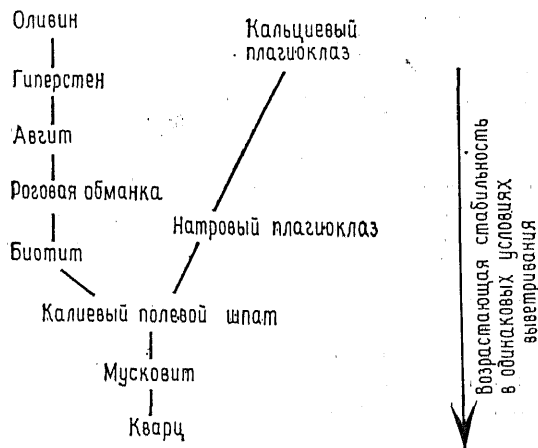 Оливин
Кальциевый
плагиоклаз
Гиперстен
Авгит
Роговая обманка
Натровый плагиоклаз
Биотит
Калиевый полевой шпат
Мусковит
Кварц
Возрастающая стабильность
в одинаковых условиях
выветривания